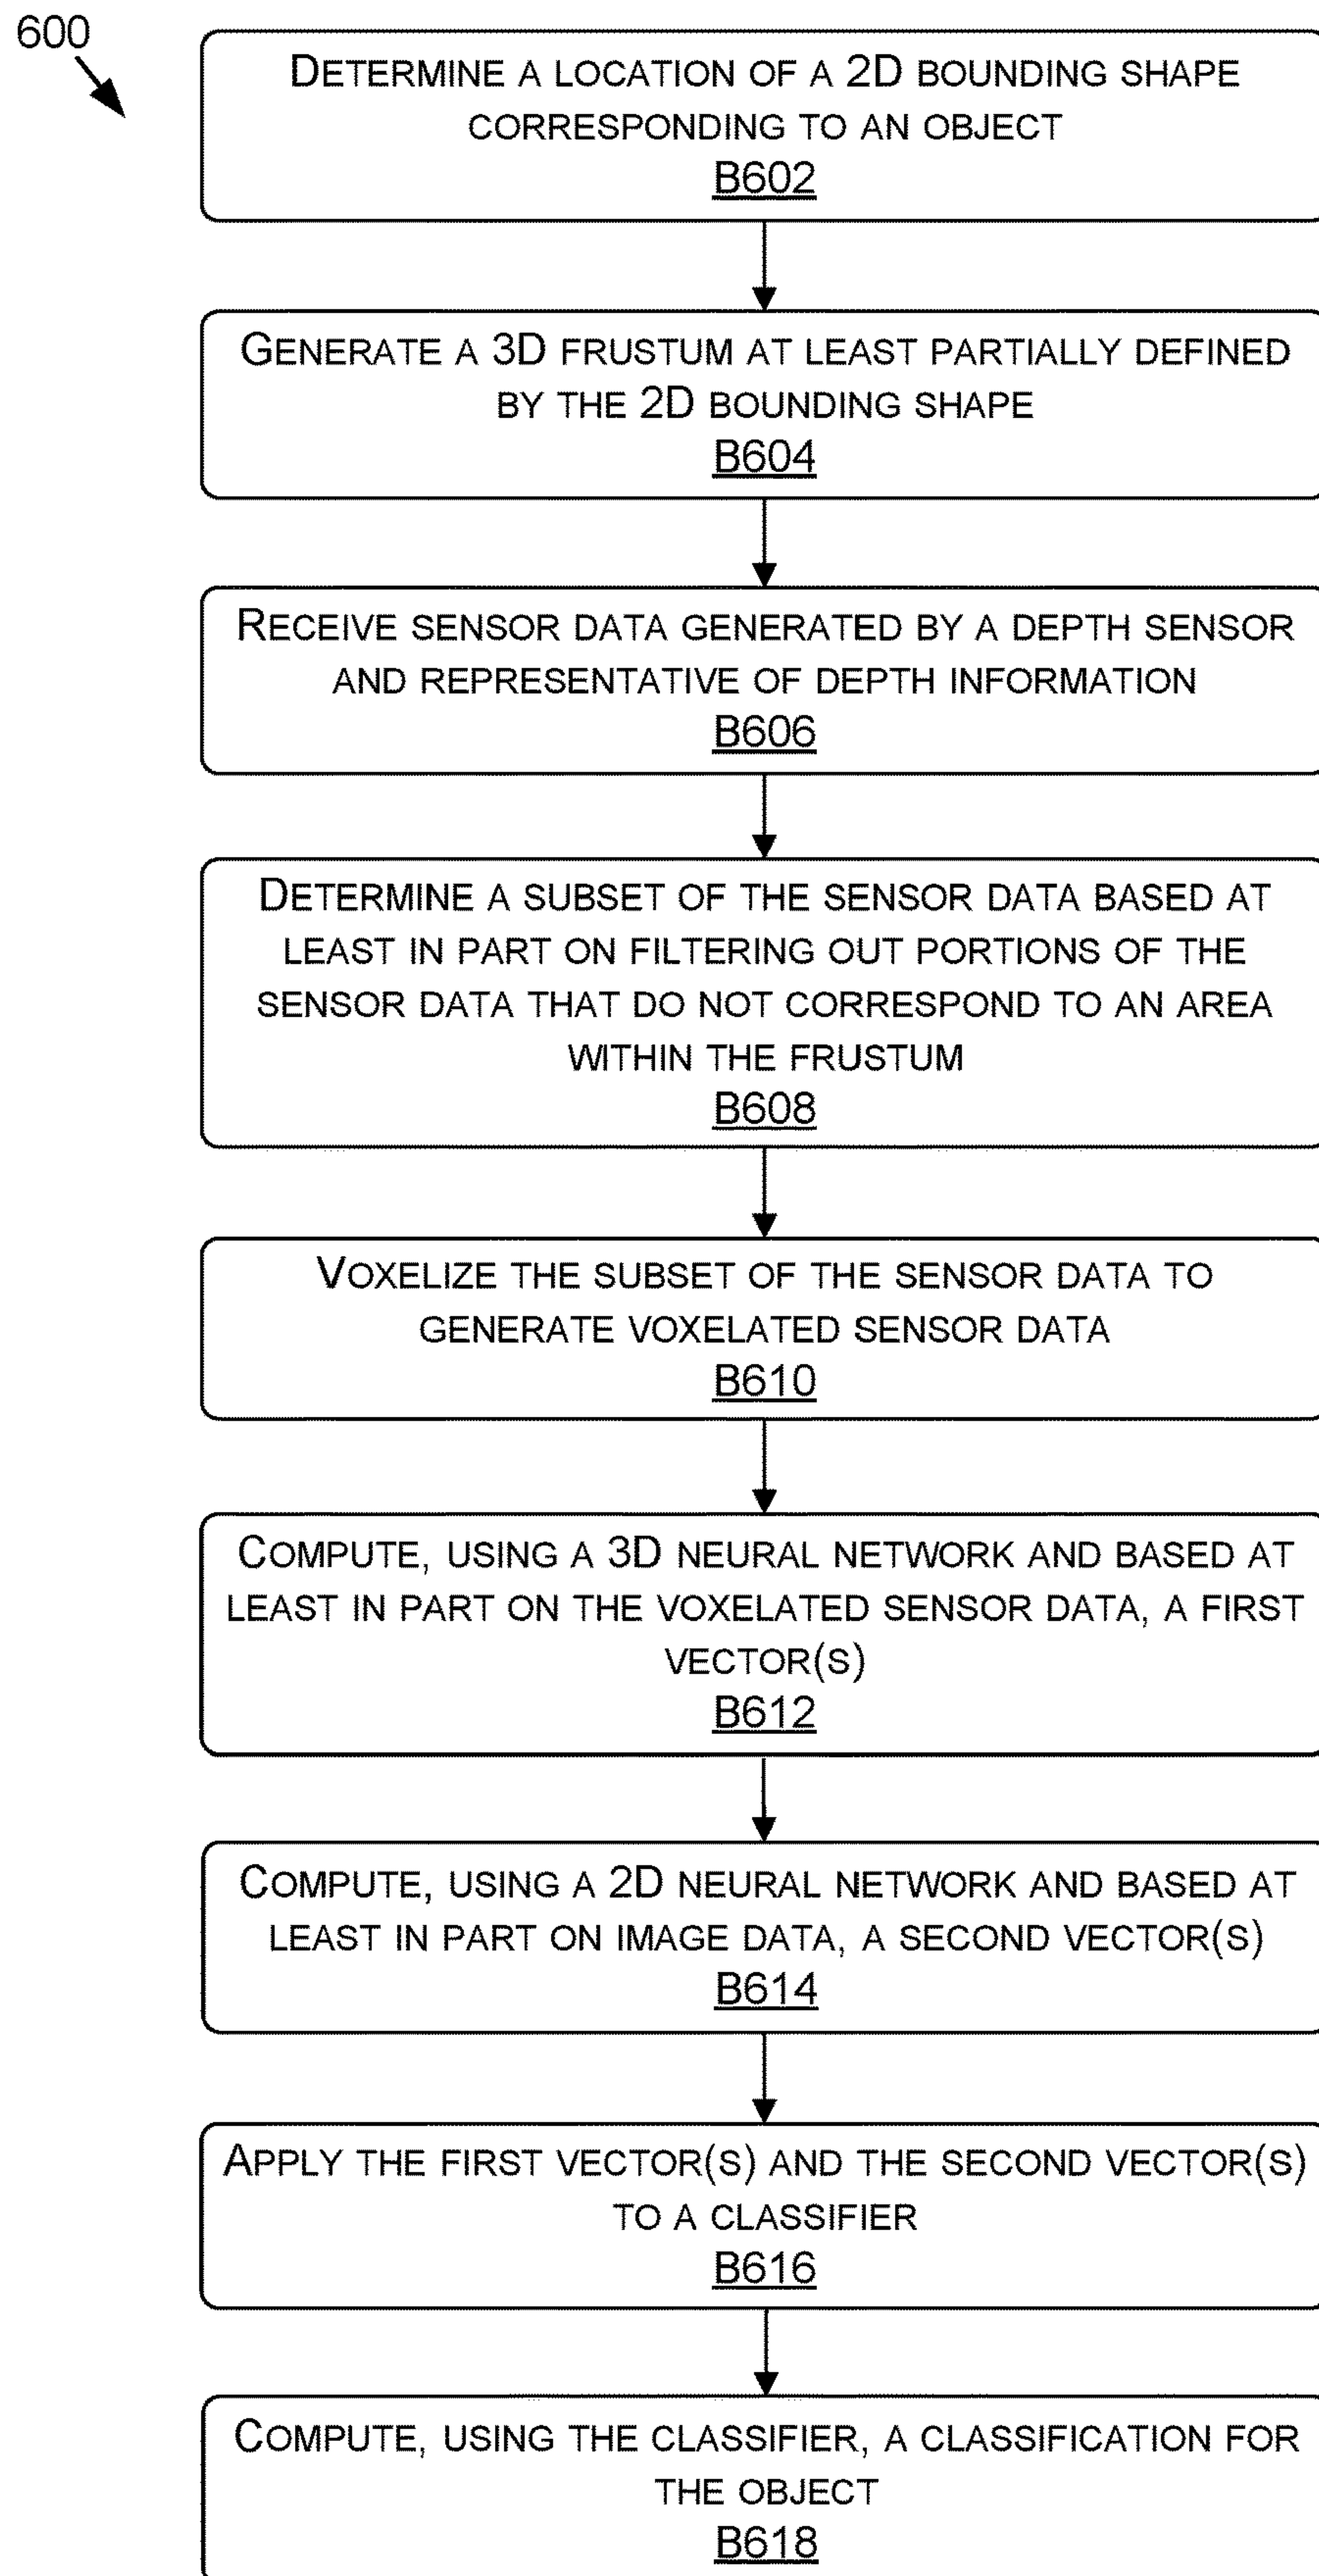 600
DETERMINE A LOCATION OF A 2D BOUNDING SHAPE
CORRESPONDING TO AN OBJECT
B602
GENERATE A 3D FRUSTUM AT LEAST PARTIALLY DEFINED
BY THE 2D BOUNDING SHAPE
B604
RECEIVE SENSOR DATA GENERATED BY A DEPTH SENSOR
AND REPRESENTATIVE OF DEPTH INFORMATION
B606
DETERMINE A SUBSET OF THE SENSOR DATA BASED AT
LEAST IN PART ON FILTERING OUT PORTIONS OF THE
SENSOR DATA THAT DO NOT CORRESPOND TO AN AREA
WITHIN THE FRUSTUM
B608
VOXELIZE THE SUBSET OF THE SENSOR DATA TO
GENERATE VOXELATED SENSOR DATA
B610
COMPUTE, USING A 3D NEURAL NETWORK AND BASED AT
LEAST IN PART ON THE VOXELATED SENSOR DATA, A FIRST
VECTOR(S)
B612
COMPUTE, USING A 2D NEURAL NETWORK AND BASED AT
LEAST IN PART ON IMAGE DATA, A SECOND VECTOR(S)
B614
APPLY THE FIRST VECTOR(S) AND THE SECOND VECTOR(S)
TO A CLASSIFIER
B616
COMPUTE, USING THE CLASSIFIER, A CLASSIFICATION FOR
THE OBJECT
B618